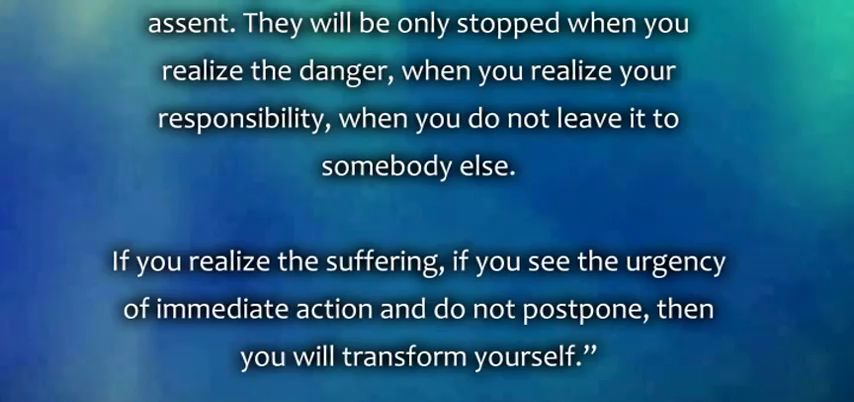 assent. They will be only stopped when you
realize the danger, when you realize your
responsibility, when you do not leave it to
somebody else.
If you realize the suffering, if you see the urgency
of immediate action and do not postpone, then
you will transform yourself.”